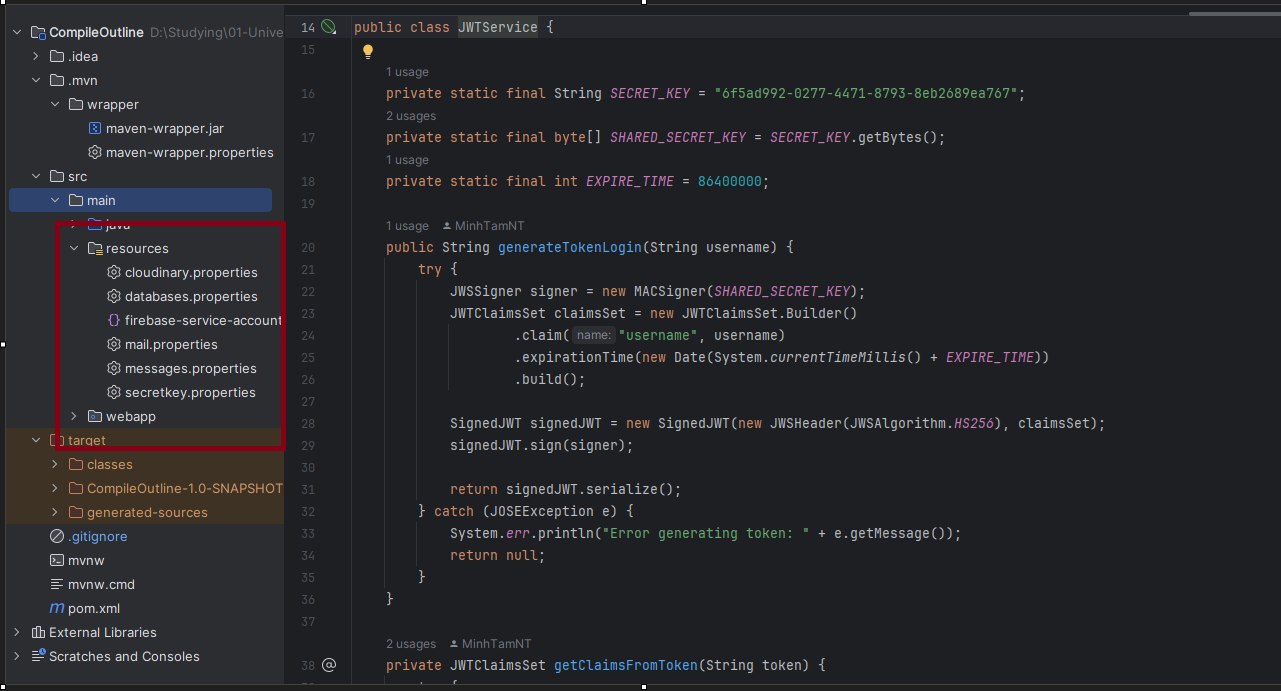 CompileOutline D:\Studying\01-Unive
.idea
.mvn
wrapper
maven-wrapper.jar
maven-wrapper.properties
src
main
java
resources
cloudinary.properties
databases.properties
firebase-service-account
mail.properties
messages.properties
secretkey.properties
webapp
target
classes
CompileOutline-1.0-SNAPSHOT
generated-sources
.gitignore
mvnw
mvnw.cmd
pom.xml
External Libraries
Scratches and Consoles
14 public class JWTService {
15
1 usage
16 private static final String SECRET_KEY = "6f5ad992-0277-4471-8793-8eb2689ea767";
2 usages
17 private static final byte[] SHARED_SECRET_KEY = SECRET_KEY.getBytes();
1 usage
18 private static final int EXPIRE_TIME = 86400000;
19
1 usage MinhTamNT
20 public String generateTokenLogin(String username) {
21 try {
22 JWSSigner signer = new MACSigner(SHARED_SECRET_KEY);
23 JWTClaimsSet claimsSet = new JWTClaimsSet.Builder()
24 .claim( name: "username", username)
25 .expirationTime(new Date(System.currentTimeMillis() + EXPIRE_TIME))
26 .build();
27
28 SignedJWT signedJWT = new SignedJWT(new JWSHeader(JWSAlgorithm.HS256), claimsSet);
29 signedJWT.sign(signer);
30
31 return signedJWT.serialize();
32 } catch (JOSEException e) {
33 System.err.println("Error generating token: " + e.getMessage());
34 return null;
35 }
36 }
37
2 usages MinhTamNT
38 @ private JWTClaimsSet getClaimsFromToken(String token) {